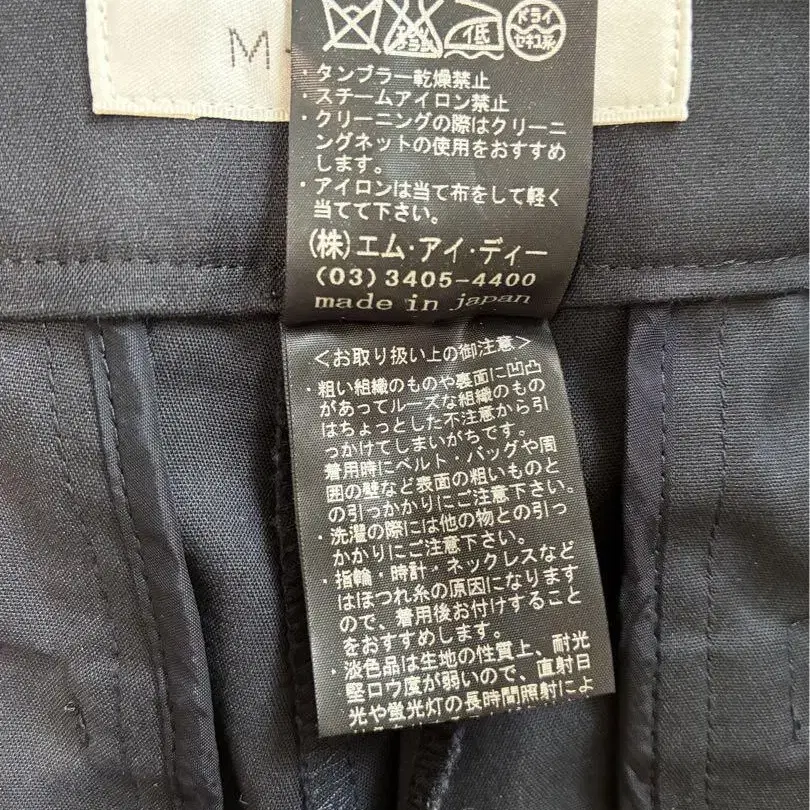 M
低
ドライ
セキユ系
・タンブラー乾燥禁止
・スチームアイロン禁止
・クリーニングの際はクリーニ
ングネットの使用をおすすめ
します。
・アイロンは当て布をして軽く
当てて下さい。
(株)エム・アイ・ディー
(03) 3405-4400
made in japan
<お取り扱い上の御注意>
・粗い組織のものや裏面に凹凸
があってルーズな組織のもの
はちょっとした不注意から引
っかけてしまいがちです。
着用時にベルト・バッグや周
囲の壁など表面の粗いものと
の引っかかりにご注意下さい。
・洗濯の際には他の物との引っ
かかりにご注意下さい。
・指輪・時計・ネックレスなど
はほつれ糸の原因になります
ので、着用後お付けすること
をおすすめします。
・淡色品は生地の性質上、耐光
堅ロウ度が弱いので、直射日
光や蛍光灯の長時間照射によ